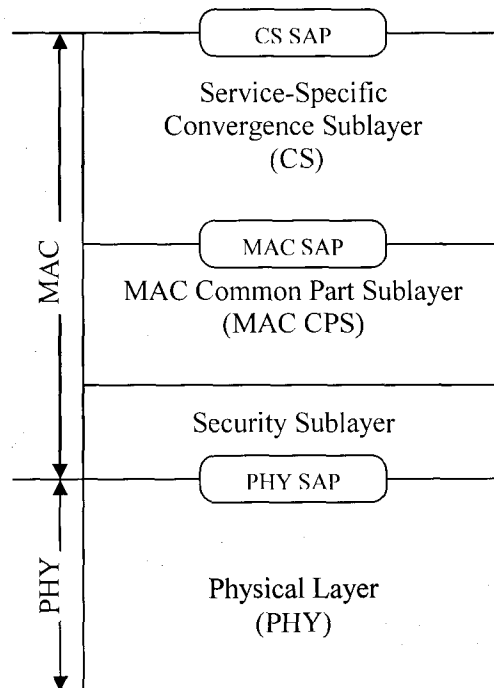 CS SAP
Service-Specific
Convergence Sublayer
(CS)
MAC SAP
MAC Common Part Sublayer
(MAC CPS)
Security Sublayer
PHY SAP
Physical Layer
(PHY)
MAC
PHY